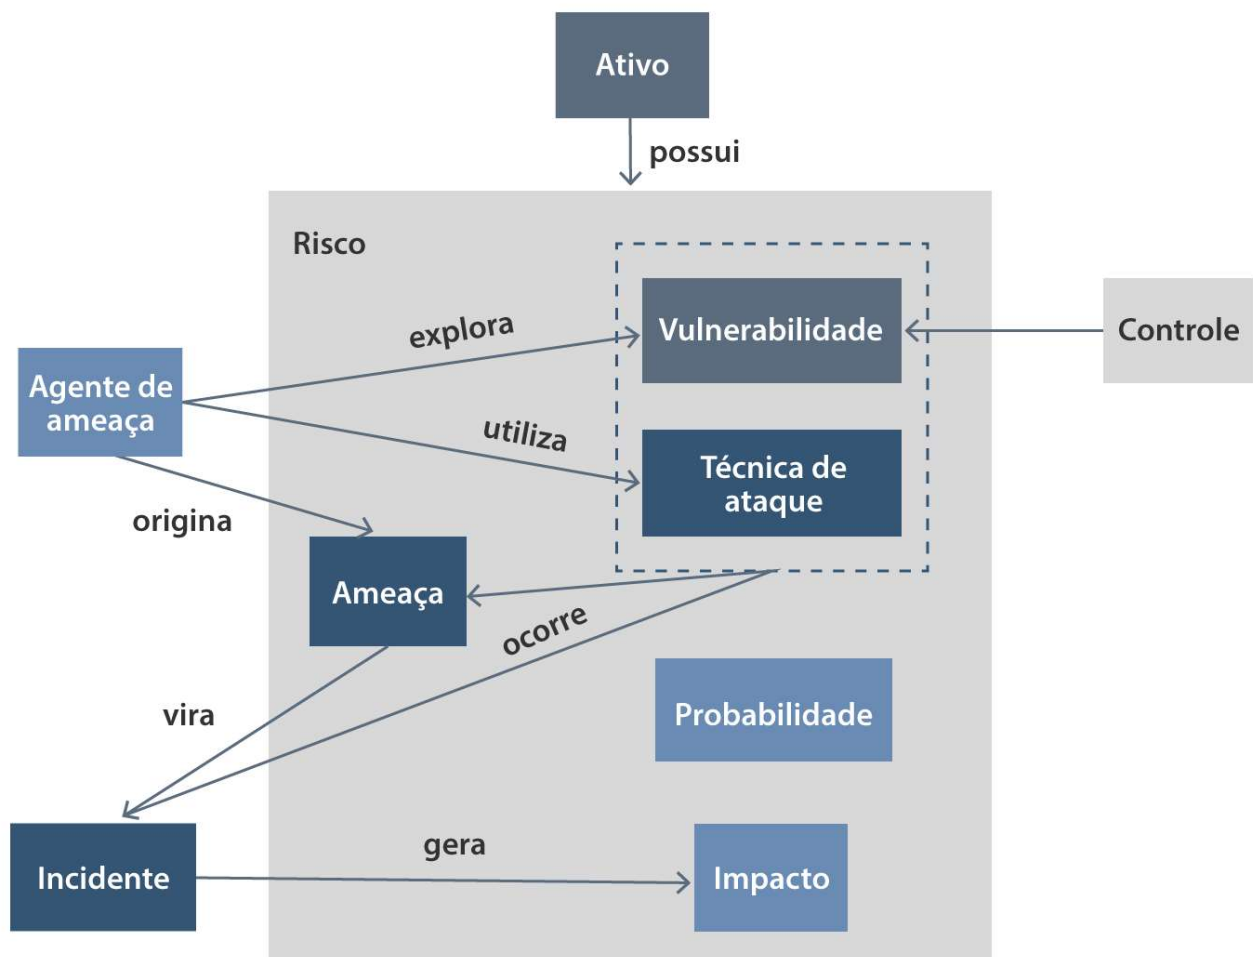 Ativo
possui
Risco
explora
Vulnerabilidade
Controle
Agente de
ameaça
utiliza
Técnica de
ataque
origina
Ameaça
ocorre
vira
Probabilidade
Incidente
gera
Impacto